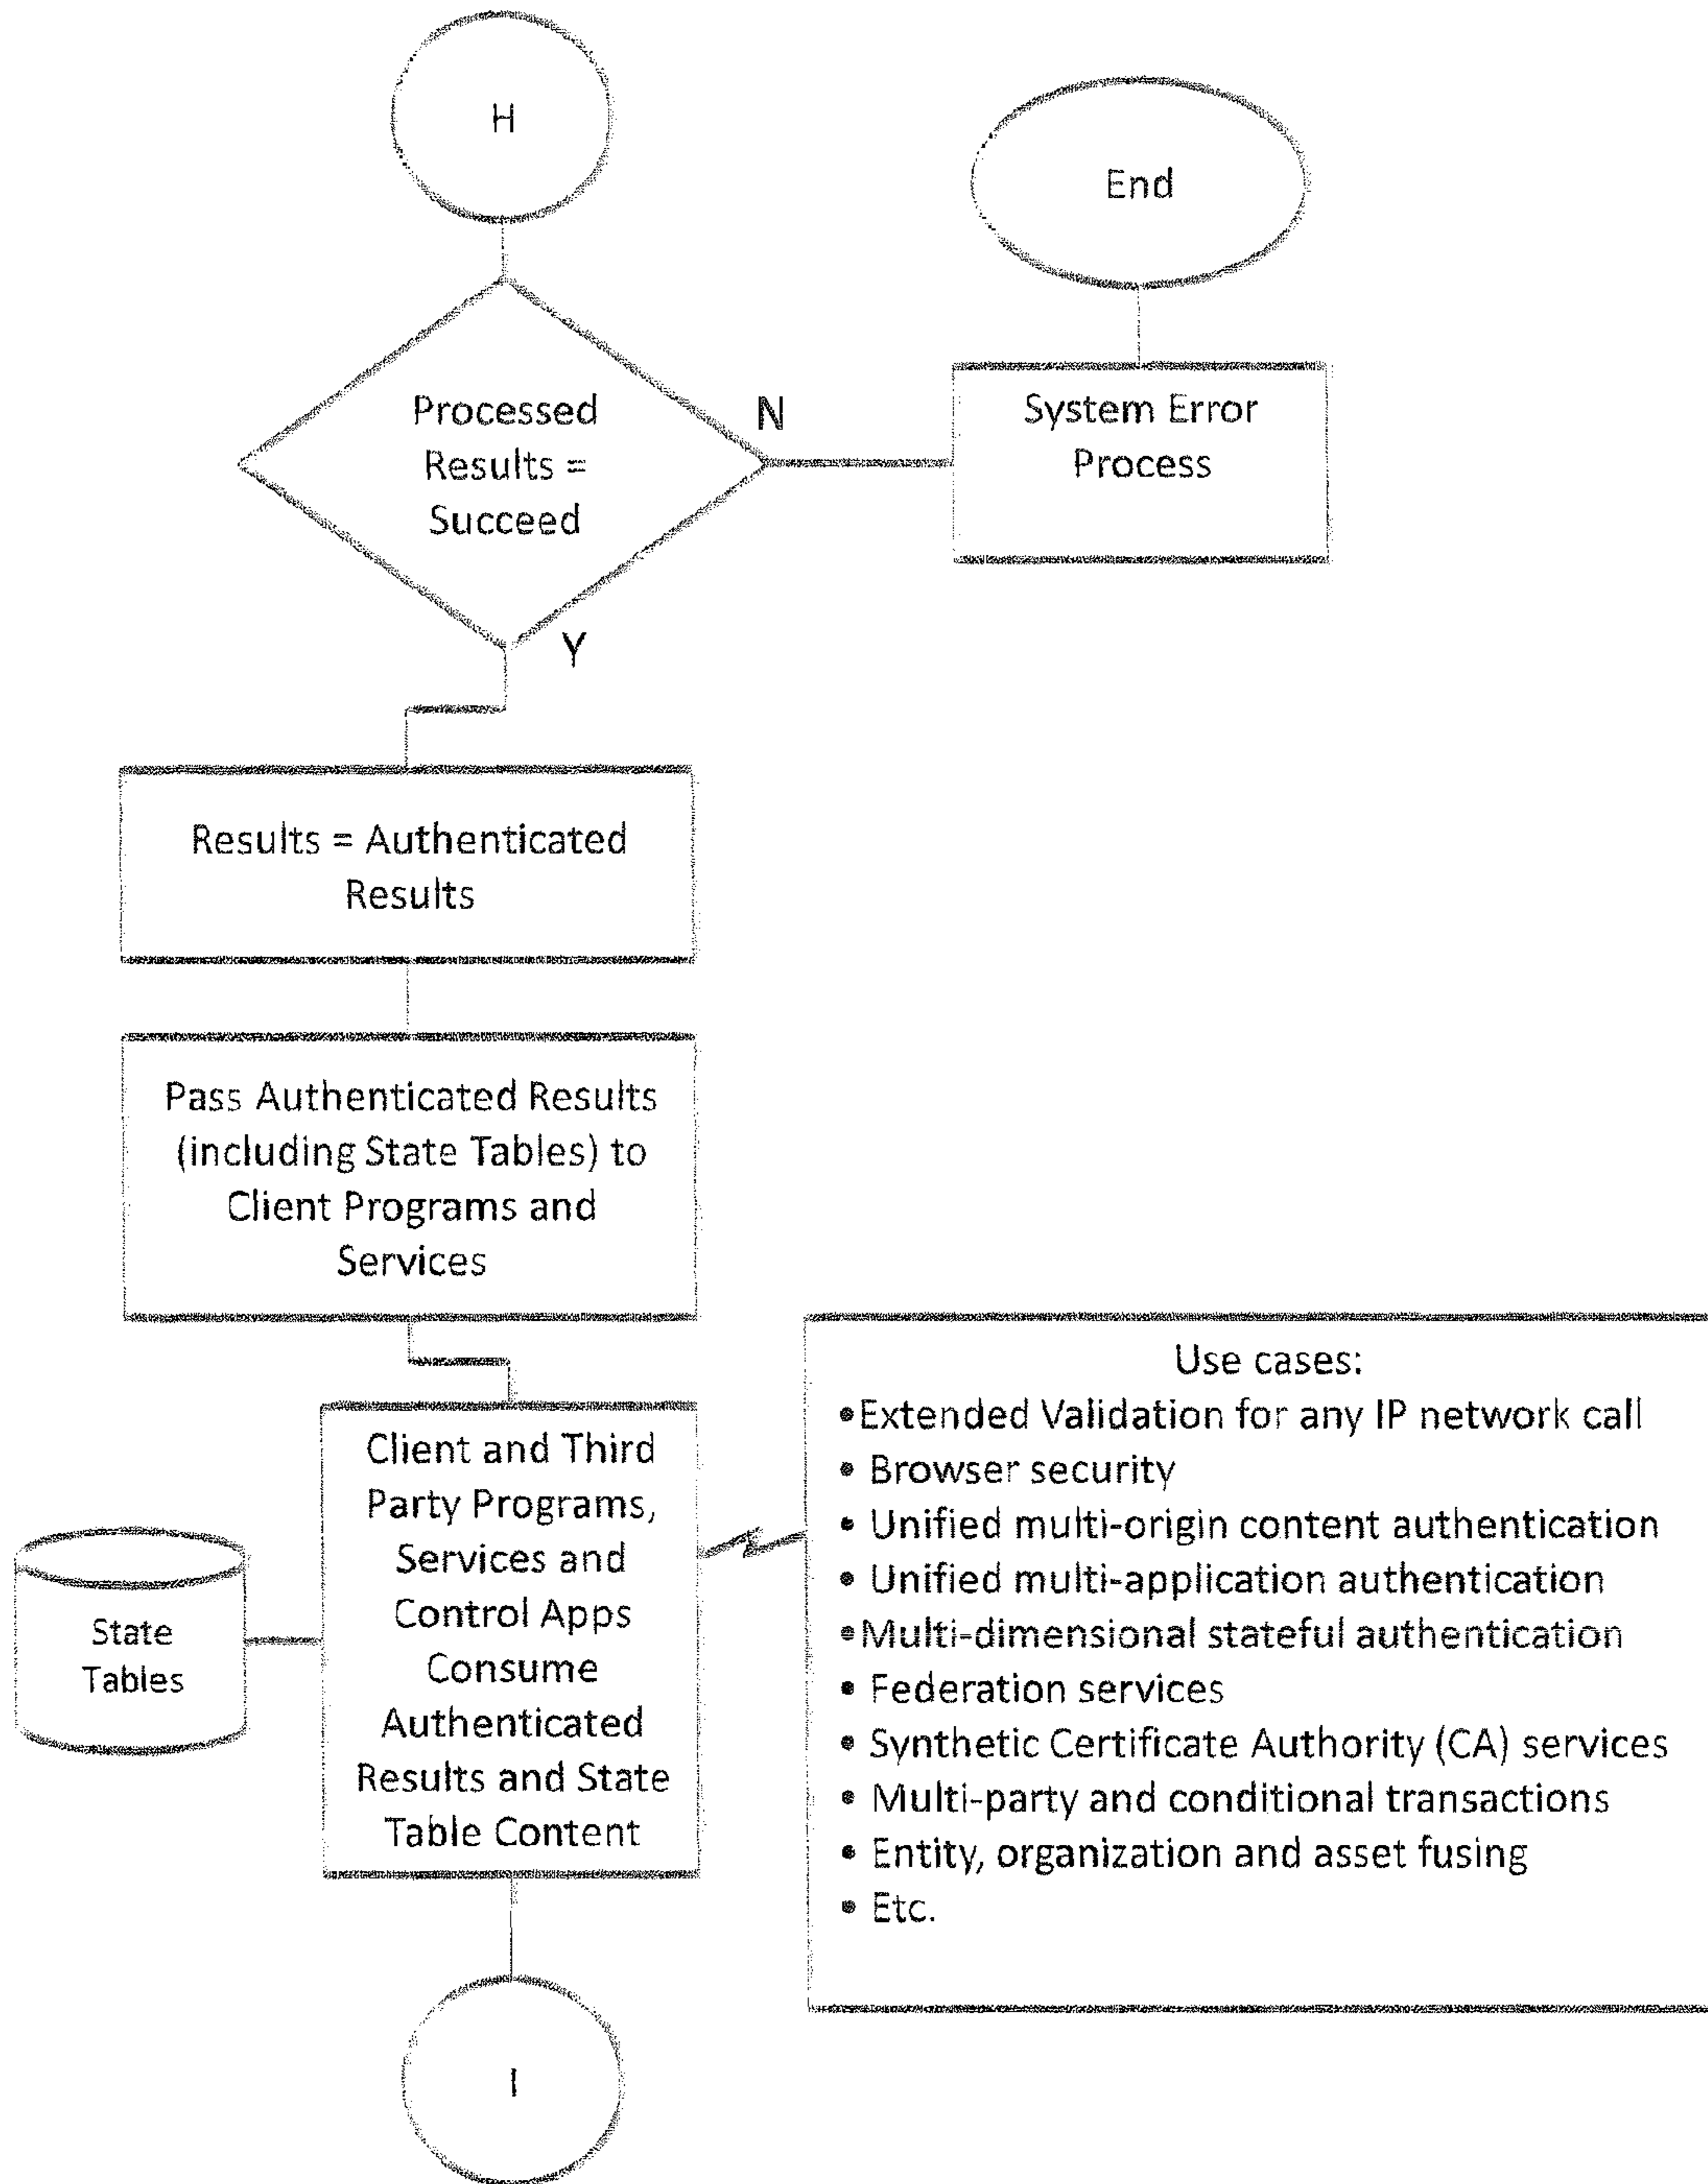 H
End
Processed
Results =
Succeed
N
System Error
Process
Y
Results = Authenticated
Results
Pass Authenticated Results
(including State Tables) to
Client Programs and
Services
Client and Third
Party Programs,
Services and
Control Apps
Consume
Authenticated
Results and State
Table Content
State
Tables
Use cases:
•Extended Validation for any IP network call
• Browser security
• Unified multi-origin content authentication
• Unified multi-application authentication
•Multi-dimensional stateful authentication
• Federation services
• Synthetic Certificate Authority (CA) services
• Multi-party and conditional transactions
• Entity, organization and asset fusing
• Etc.
I